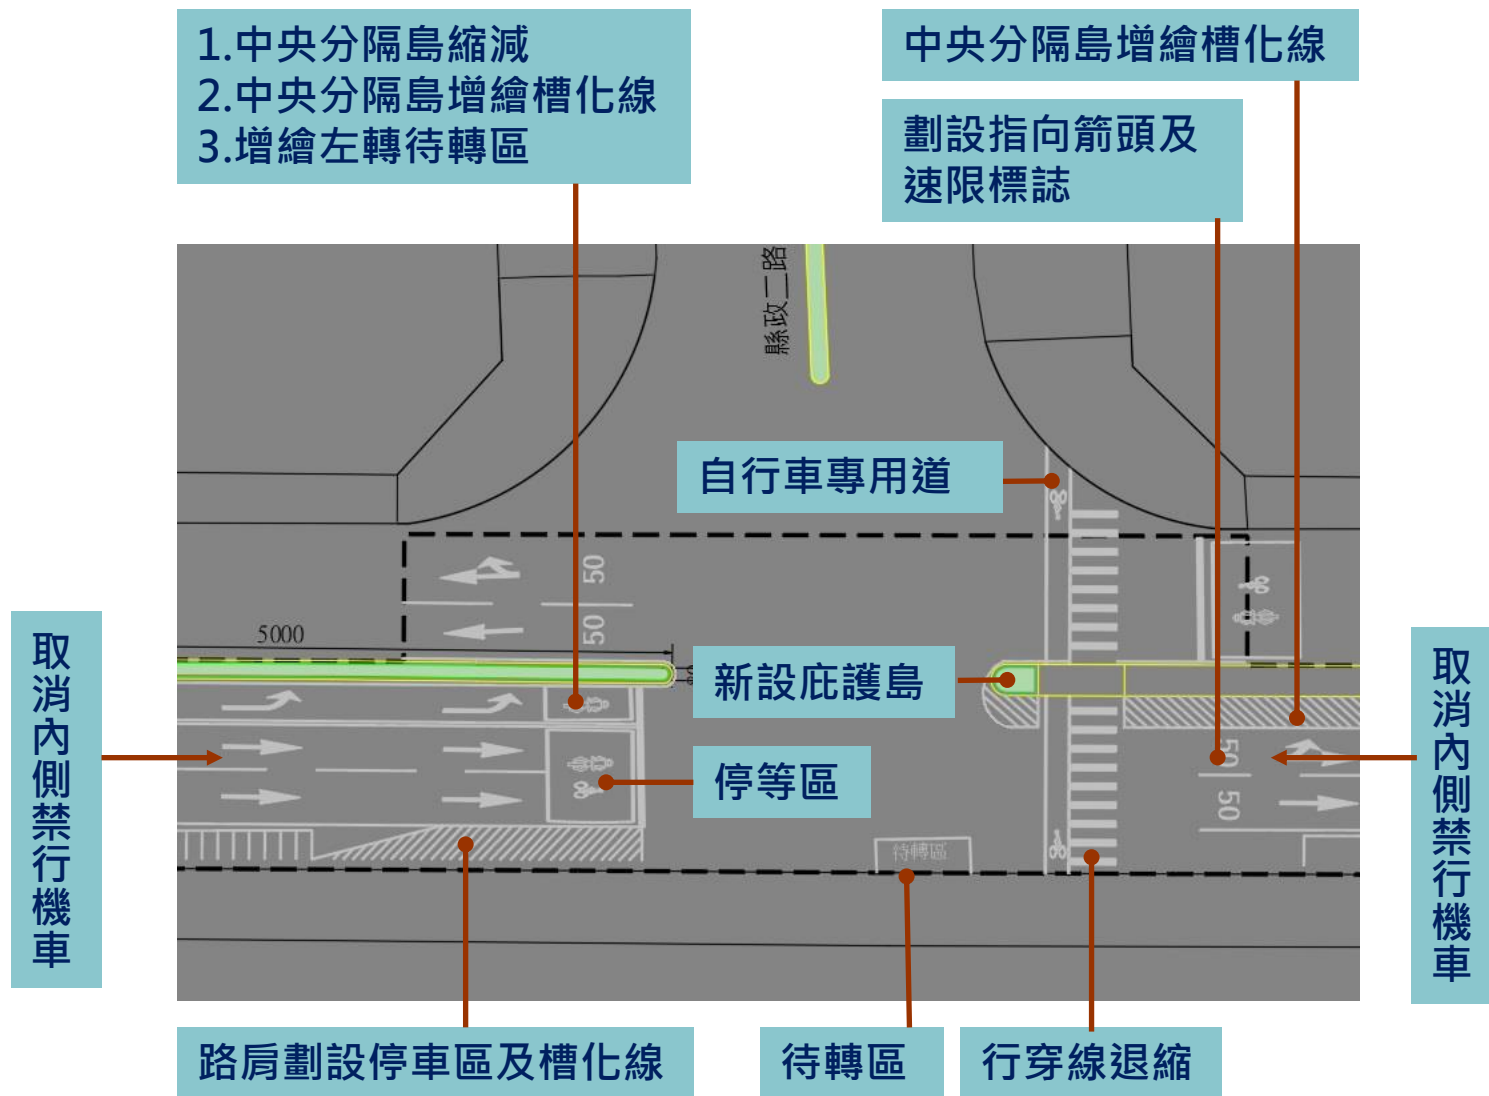 1.中央分隔島縮減
2.中央分隔島增繪槽化線
3.增繪左轉待轉區
中央分隔島增繪槽化線
劃設指向箭頭及
速限標誌
縣政二路
自行車專用道
50
50
5000
取消內側禁行機車
新設庇護島
停等區
50
50
取消內側禁行機車
待轉區
路肩劃設停車區及槽化線
待轉區
行穿線退縮